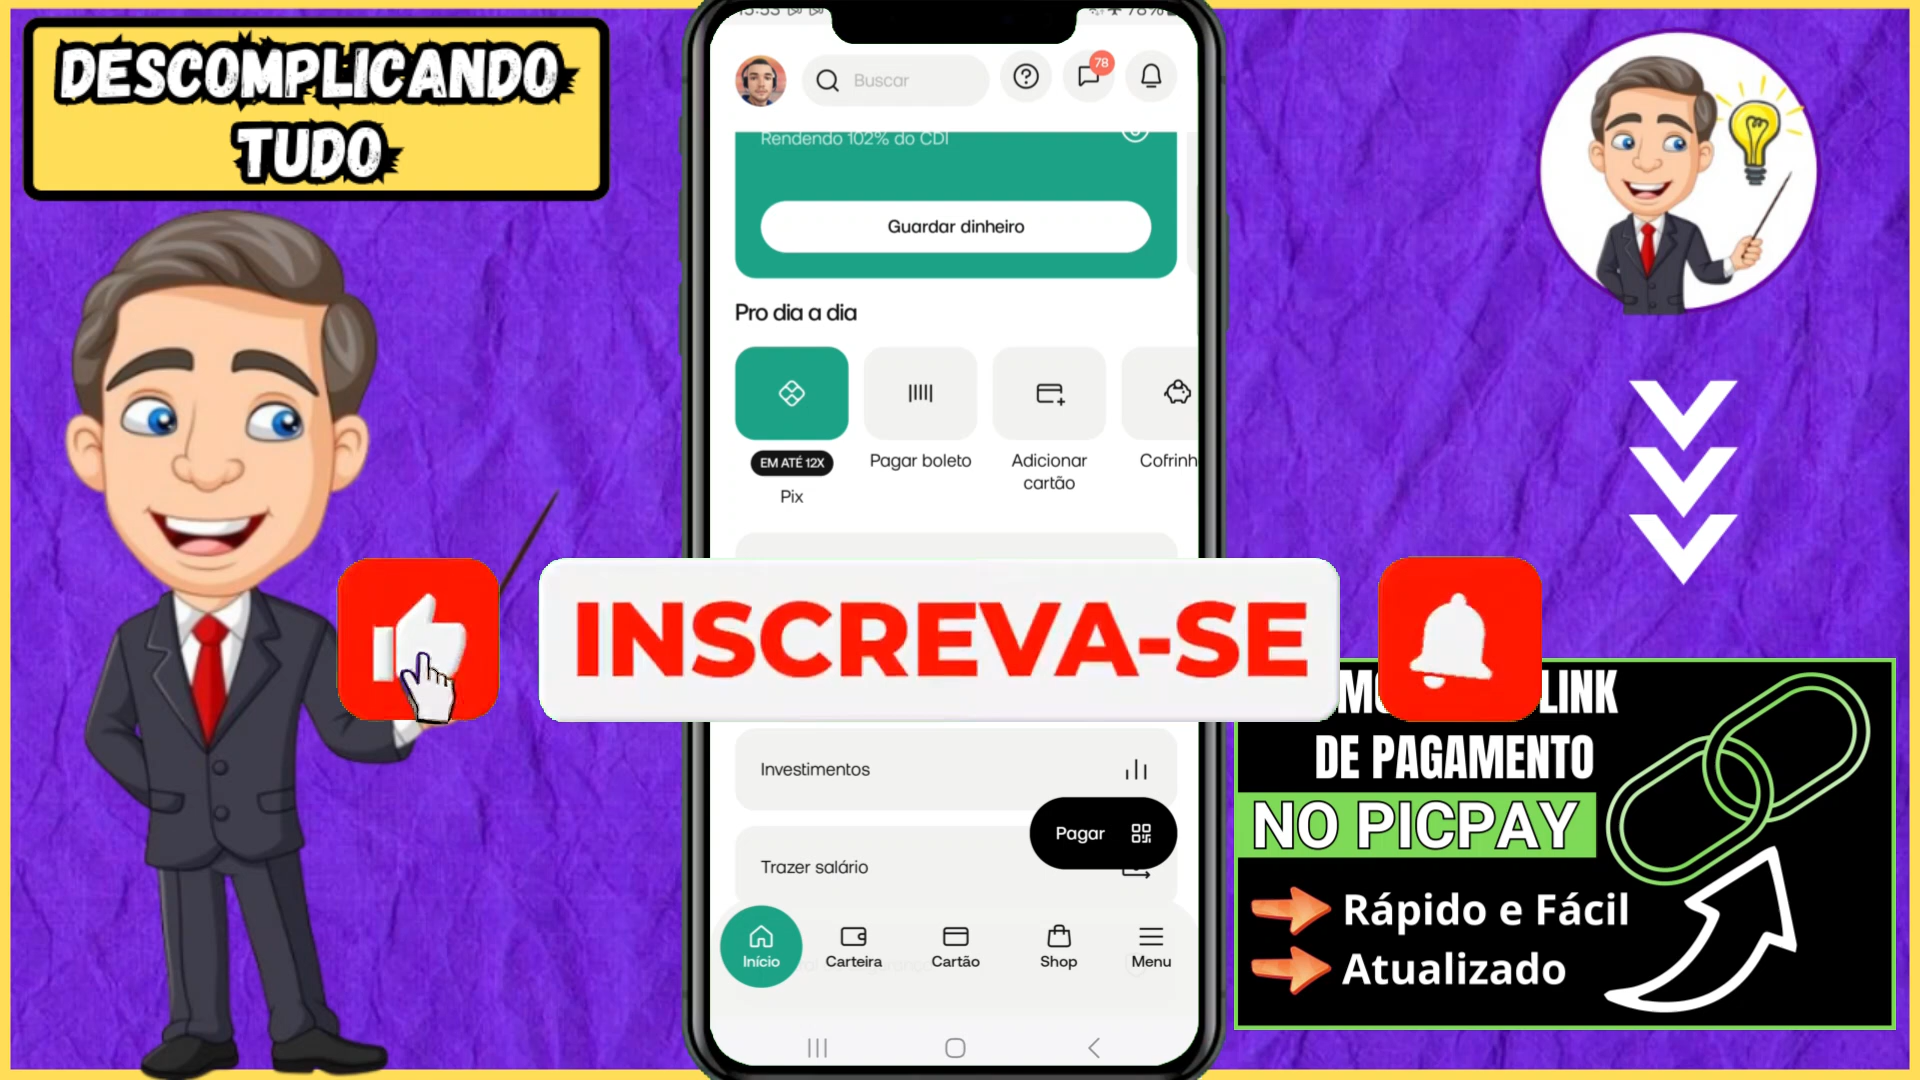 DESCOMPLICANDO
TUDO
78%
Buscar
78
Rendendo 102% do CDI
Guardar dinheiro
Pro dia a dia
EM ATÉ 12X
Pix
Pagar boleto
Adicionar
cartão
Cofrinh
INSCREVA-SE
LINK
DE PAGAMENTO
NO PICPAY
Rápido e Fácil
Atualizado
Investimentos
Pagar
Trazer salário
Início
Carteira
Cartão
Shop
Menu